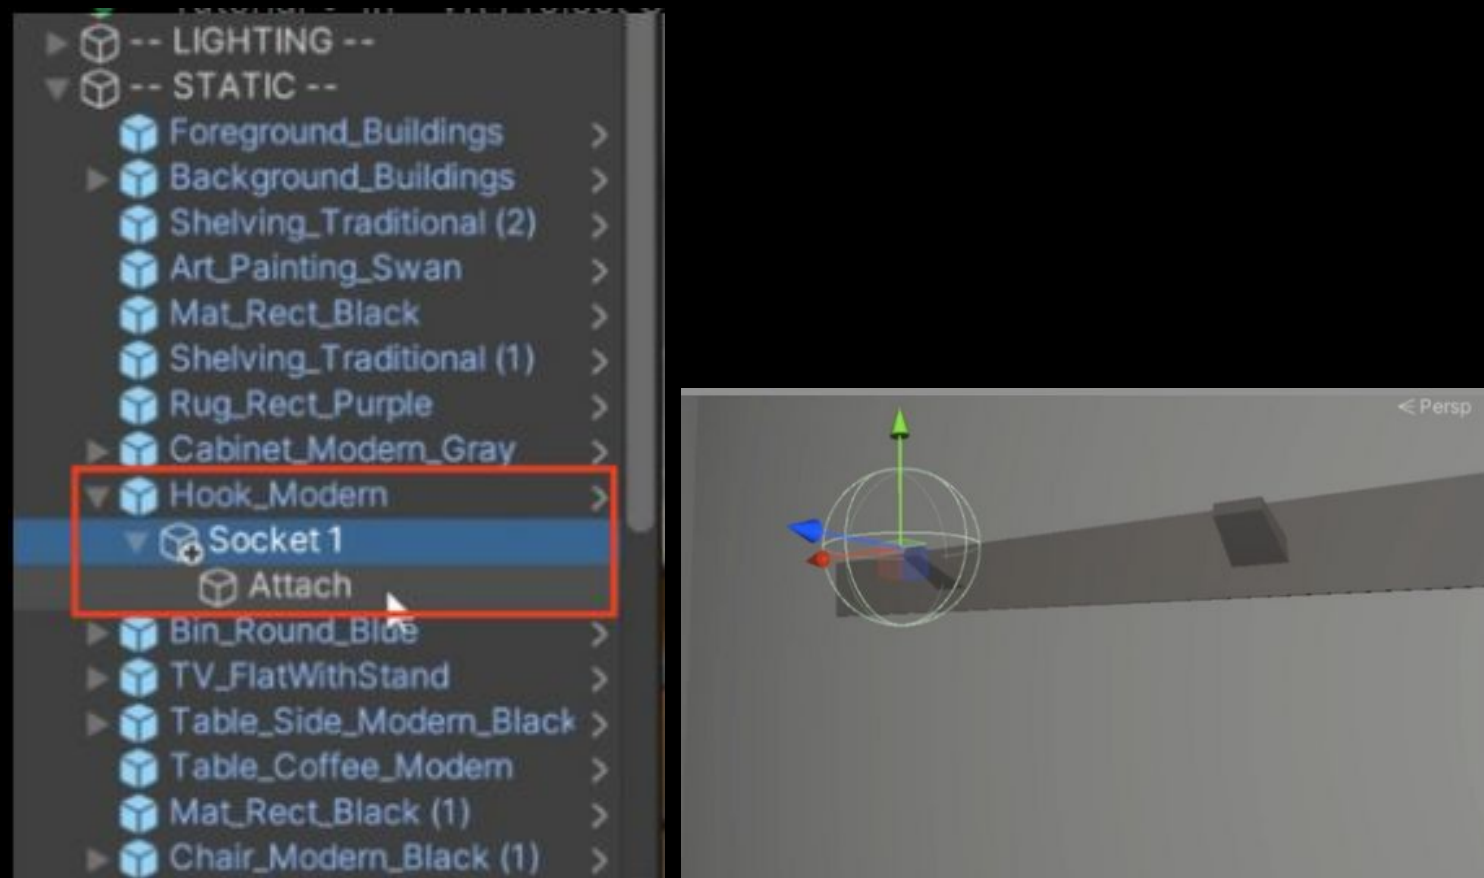 -- LIGHTING --
-- STATIC --
Foreground_Buildings
Background_Buildings
Shelving_Traditional (2)
Art_Painting_Swan
Mat_Rect_Black
Shelving_Traditional (1)
Rug_Rect_Purple
Cabinet_Modern_Gray
Hook_Modern
Socket 1
Attach
Bin_Round_Blue
TV_FlatWithStand
Table_Side_Modern_Black
Table_Coffee_Modern
Mat_Rect_Black (1)
Chair_Modern_Black (1)
Persp